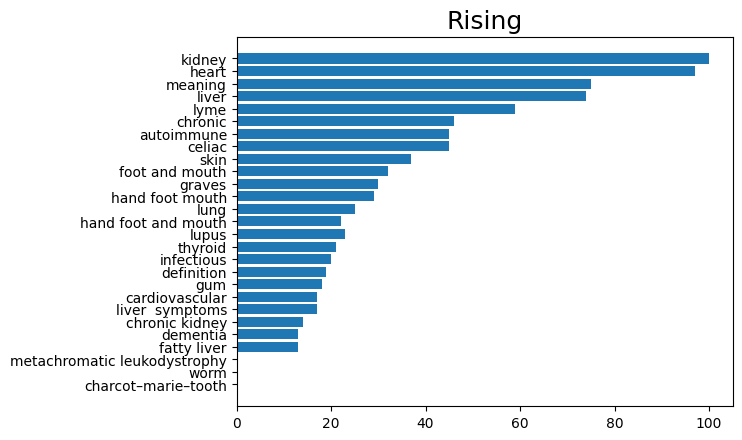 Rising
kidney
heart
meaning
liver
lyme
chronic
autoimmune
celiac
skin
foot and mouth
graves
hand foot mouth
lung
hand foot and mouth
lupus
thyroid
infectious
definition
gum
cardiovascular
liver  symptoms
chronic kidney
dementia
fatty liver
metachromatic leukodystrophy
worm
charcot–marie–tooth
0 20 40 60 80 100